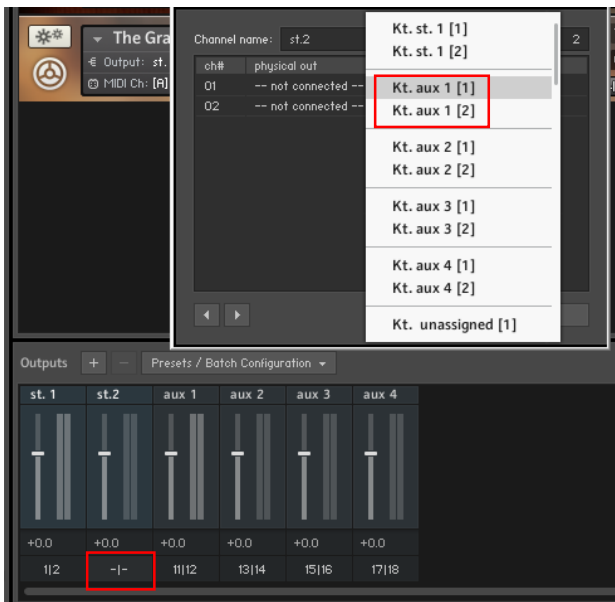 The Gra
Output: st.
MIDI Ch: [A]
Channel name: st.2
2
ch# physical out
01 -- not connected --
02 -- not connected --
Kt. st. 1 [1]
Kt. st. 1 [2]
Kt. aux 1 [1]
Kt. aux 1 [2]
Kt. aux 2 [1]
Kt. aux 2 [2]
Kt. aux 3 [1]
Kt. aux 3 [2]
Kt. aux 4 [1]
Kt. aux 4 [2]
Kt. unassigned [1]
Outputs + - Presets / Batch Configuration
st. 1 st.2 aux 1 aux 2 aux 3 aux 4
+0.0 +0.0 +0.0 +0.0 +0.0 +0.0
1|2 -|- 11|12 13|14 15|16 17|18